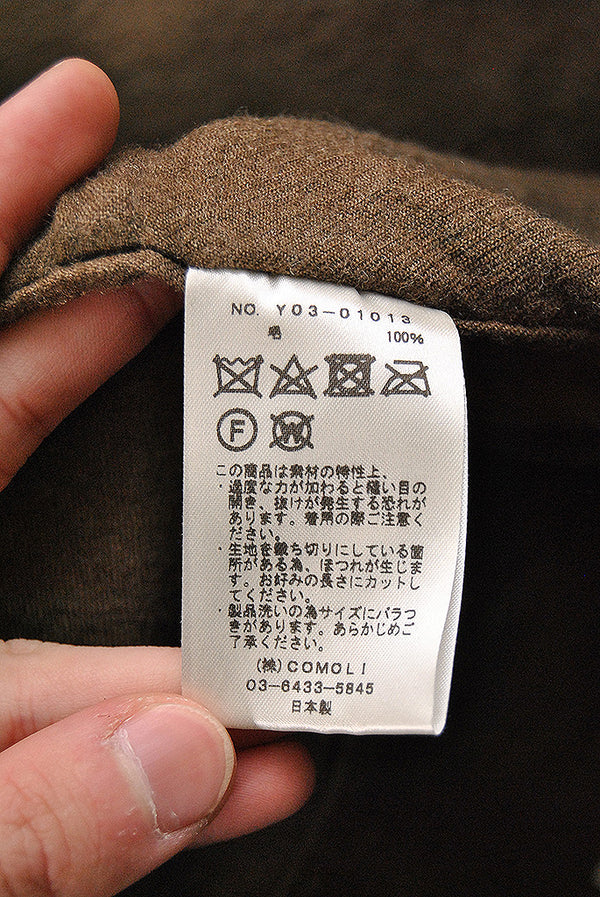 NO. Y03-01013
毛 100%
F
W
この商品は素材の特性上、
・過度な力が加わると縫い目の
開き、抜けが発生する恐れが
あります。着用の際ご注意く
ださい。
・生地を裁ち切りにしている箇
所がある為、ほつれが生じま
す。お好みの長さにカットし
てください。
・製品洗いの為サイズにバラつ
きがあります。あらかじめご
了承ください。
(株)COMOLI
03-6433-5845
日本製